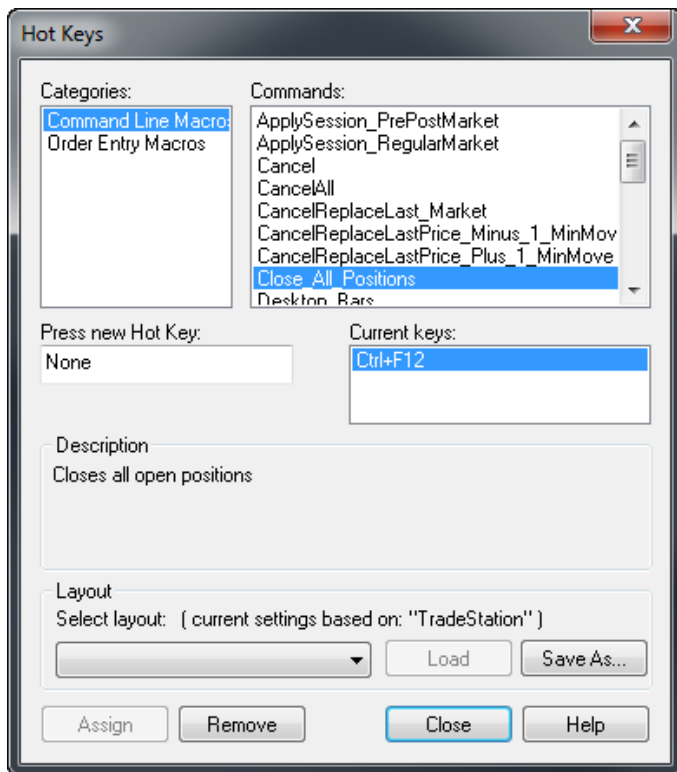 Hot Keys
Categories:
Commands:
Command Line Macro
Order Entry Macros
ApplySession_PrePostMarket
ApplySession_RegularMarket
Cancel
CancelAll
CancelReplaceLast_Market
CancelReplaceLastPrice_Minus_1_MinMov
CancelReplaceLastPrice_Plus_1_MinMove
Close_All_Positions
Desktop_Bars
Press new Hot Key:
None
Current keys:
Ctrl+F12
Description
Closes all open positions
Layout
Select layout: ( current settings based on: "TradeStation" )
Load
Save As...
Assign
Remove
Close
Help